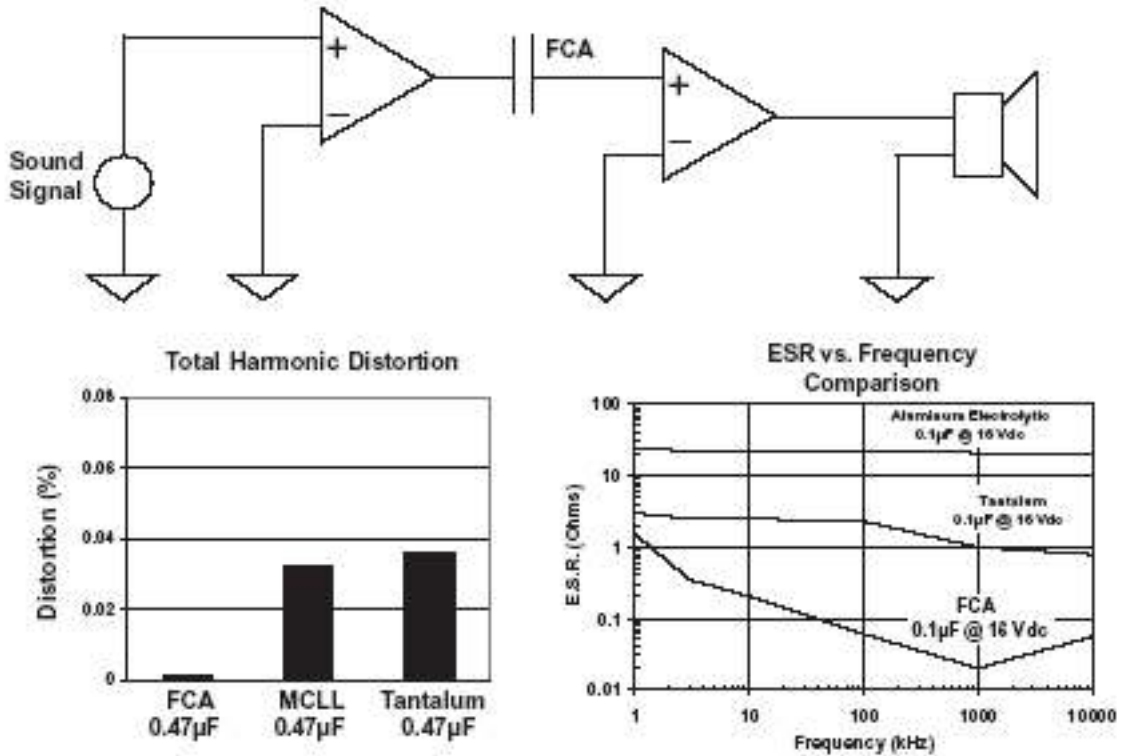 FCA
+
−
+
−
Sound
Signal
Total Harmonic Distortion
Distortion (%)
0.08
0.06
0.04
0.02
0
FCA
0.47µF
MCLL
0.47µF
Tantalum
0.47µF
ESR vs. Frequency
Comparison
E.S.R. (Ohms)
100
10
1
0.1
0.01
Aluminum Electrolytic
0.1µF @ 16 Vdc
Tantalum
0.1µF @ 16 Vdc
FCA
0.1µF @ 16 Vdc
1
10
100
1000
10000
Frequency (kHz)